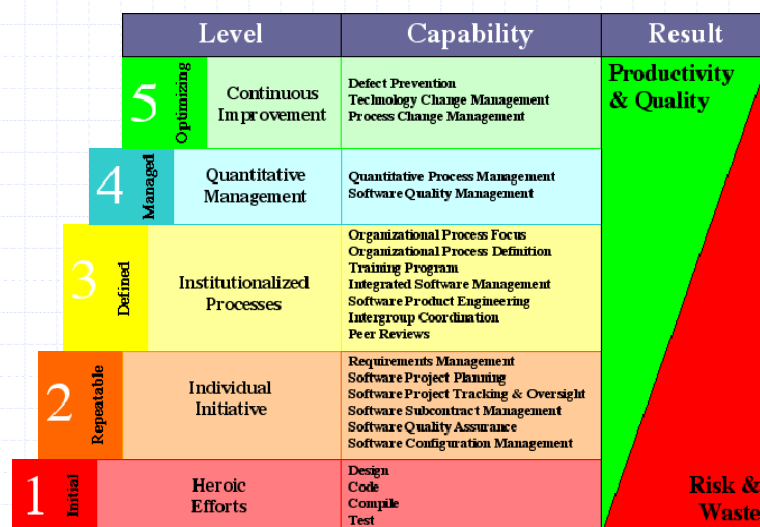 Level
Capability
Result
5
Optimizing
Continuous
Improvement
Defect Prevention
Technology Change Management
Process Change Management
Productivity
& Quality
4
Managed
Quantitative
Management
Quantitative Process Management
Software Quality Management
3
Defined
Institutionalized
Processes
Organizational Process Focus
Organizational Process Definition
Training Program
Integrated Software Management
Software Product Engineering
Intergroup Coordination
Peer Reviews
2
Repeatable
Individual
Initiative
Requirements Management
Software Project Planning
Software Project Tracking & Oversight
Software Subcontract Management
Software Quality Assurance
Software Configuration Management
1
Initial
Heroic
Efforts
Design
Code
Compile
Test
Risk &
Waste